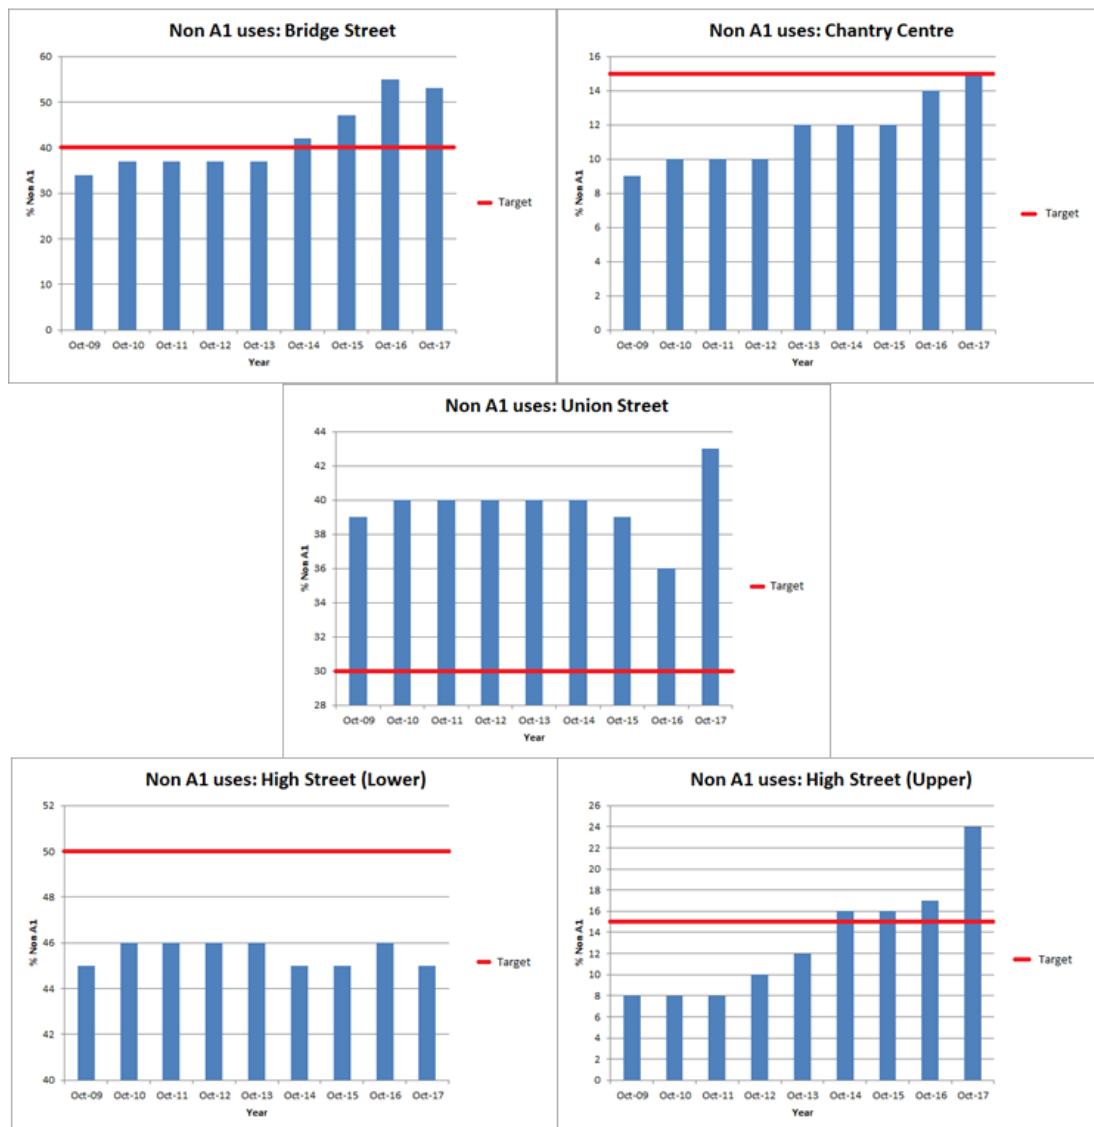 Non A1 uses: Bridge Street
60
50
40
30
20
10
0
% Non A1
Oct-09 Oct-10 Oct-11 Oct-12 Oct-13 Oct-14 Oct-15 Oct-16 Oct-17
Year
Target
Non A1 uses: Chantry Centre
16
14
12
10
8
6
4
2
0
% Non A1
Oct-09 Oct-10 Oct-11 Oct-12 Oct-13 Oct-14 Oct-15 Oct-16 Oct-17
Year
Target
Non A1 uses: Union Street
44
42
40
38
36
34
32
30
28
% Non A1
Oct-09 Oct-10 Oct-11 Oct-12 Oct-13 Oct-14 Oct-15 Oct-16 Oct-17
Year
Target
Non A1 uses: High Street (Lower)
52
50
48
46
44
42
40
% Non A1
Oct-09 Oct-10 Oct-11 Oct-12 Oct-13 Oct-14 Oct-15 Oct-16 Oct-17
Year
Target
Non A1 uses: High Street (Upper)
26
24
22
20
18
16
14
12
10
8
6
4
2
0
% Non A1
Oct-09 Oct-10 Oct-11 Oct-12 Oct-13 Oct-14 Oct-15 Oct-16 Oct-17
Year
Target